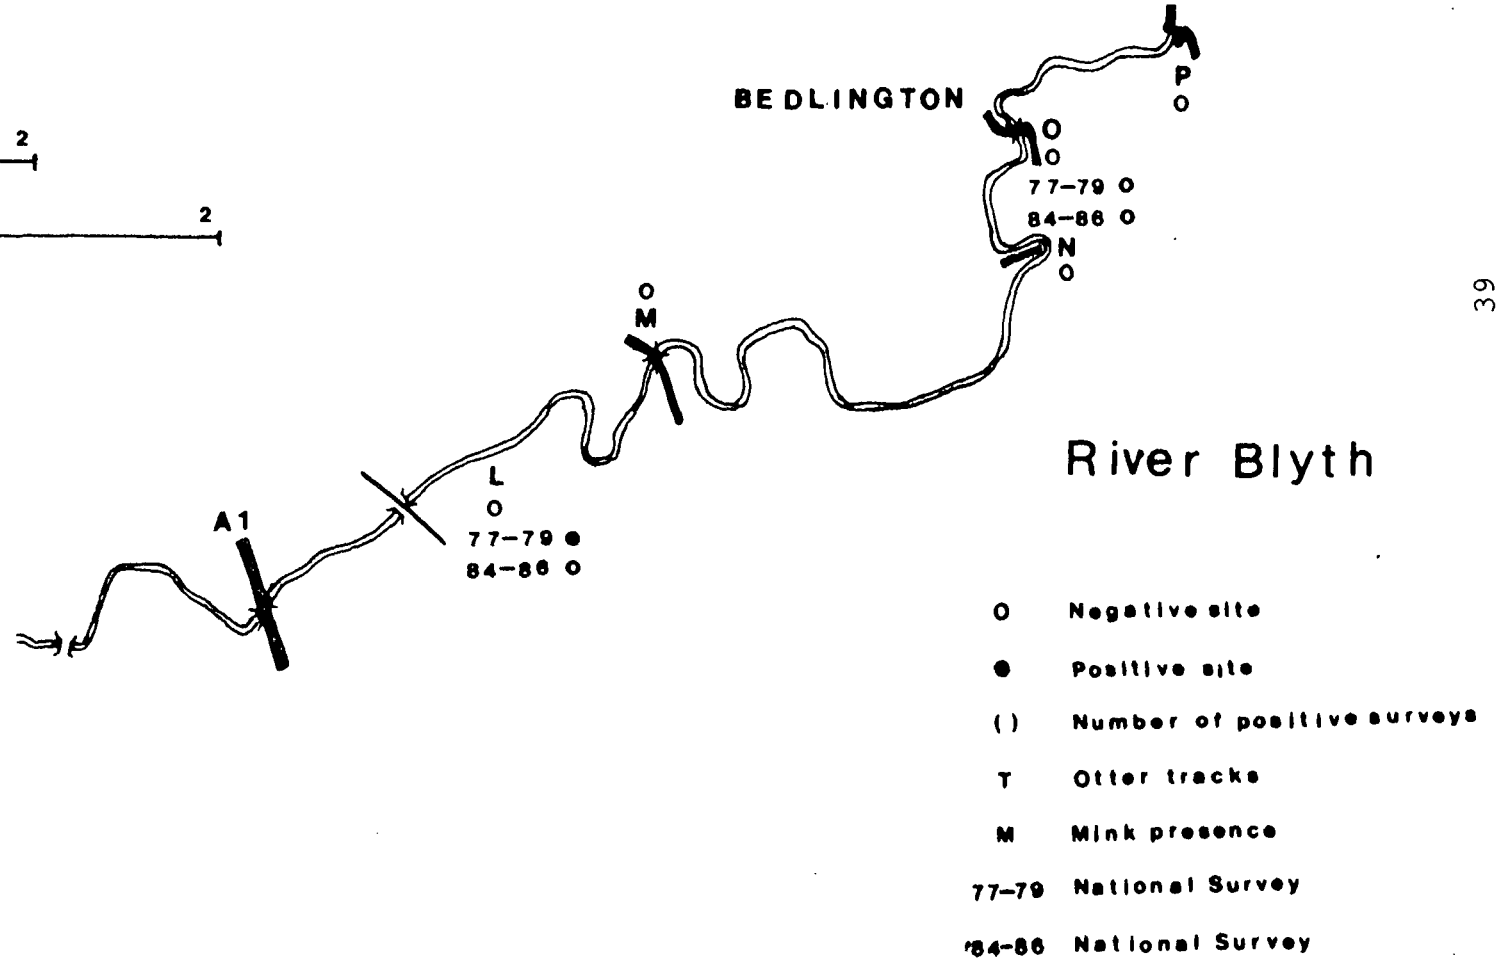 2
2
BEDLINGTON
P
O
O
O
77-79 O
84-86 O
N
O
39
O
M
River Blyth
L
O
77-79 ●
84-86 O
A1
O Negative site
● Positive site
( ) Number of positive surveys
T Otter tracks
M Mink presence
77-79 National Survey
'84-86 National Survey